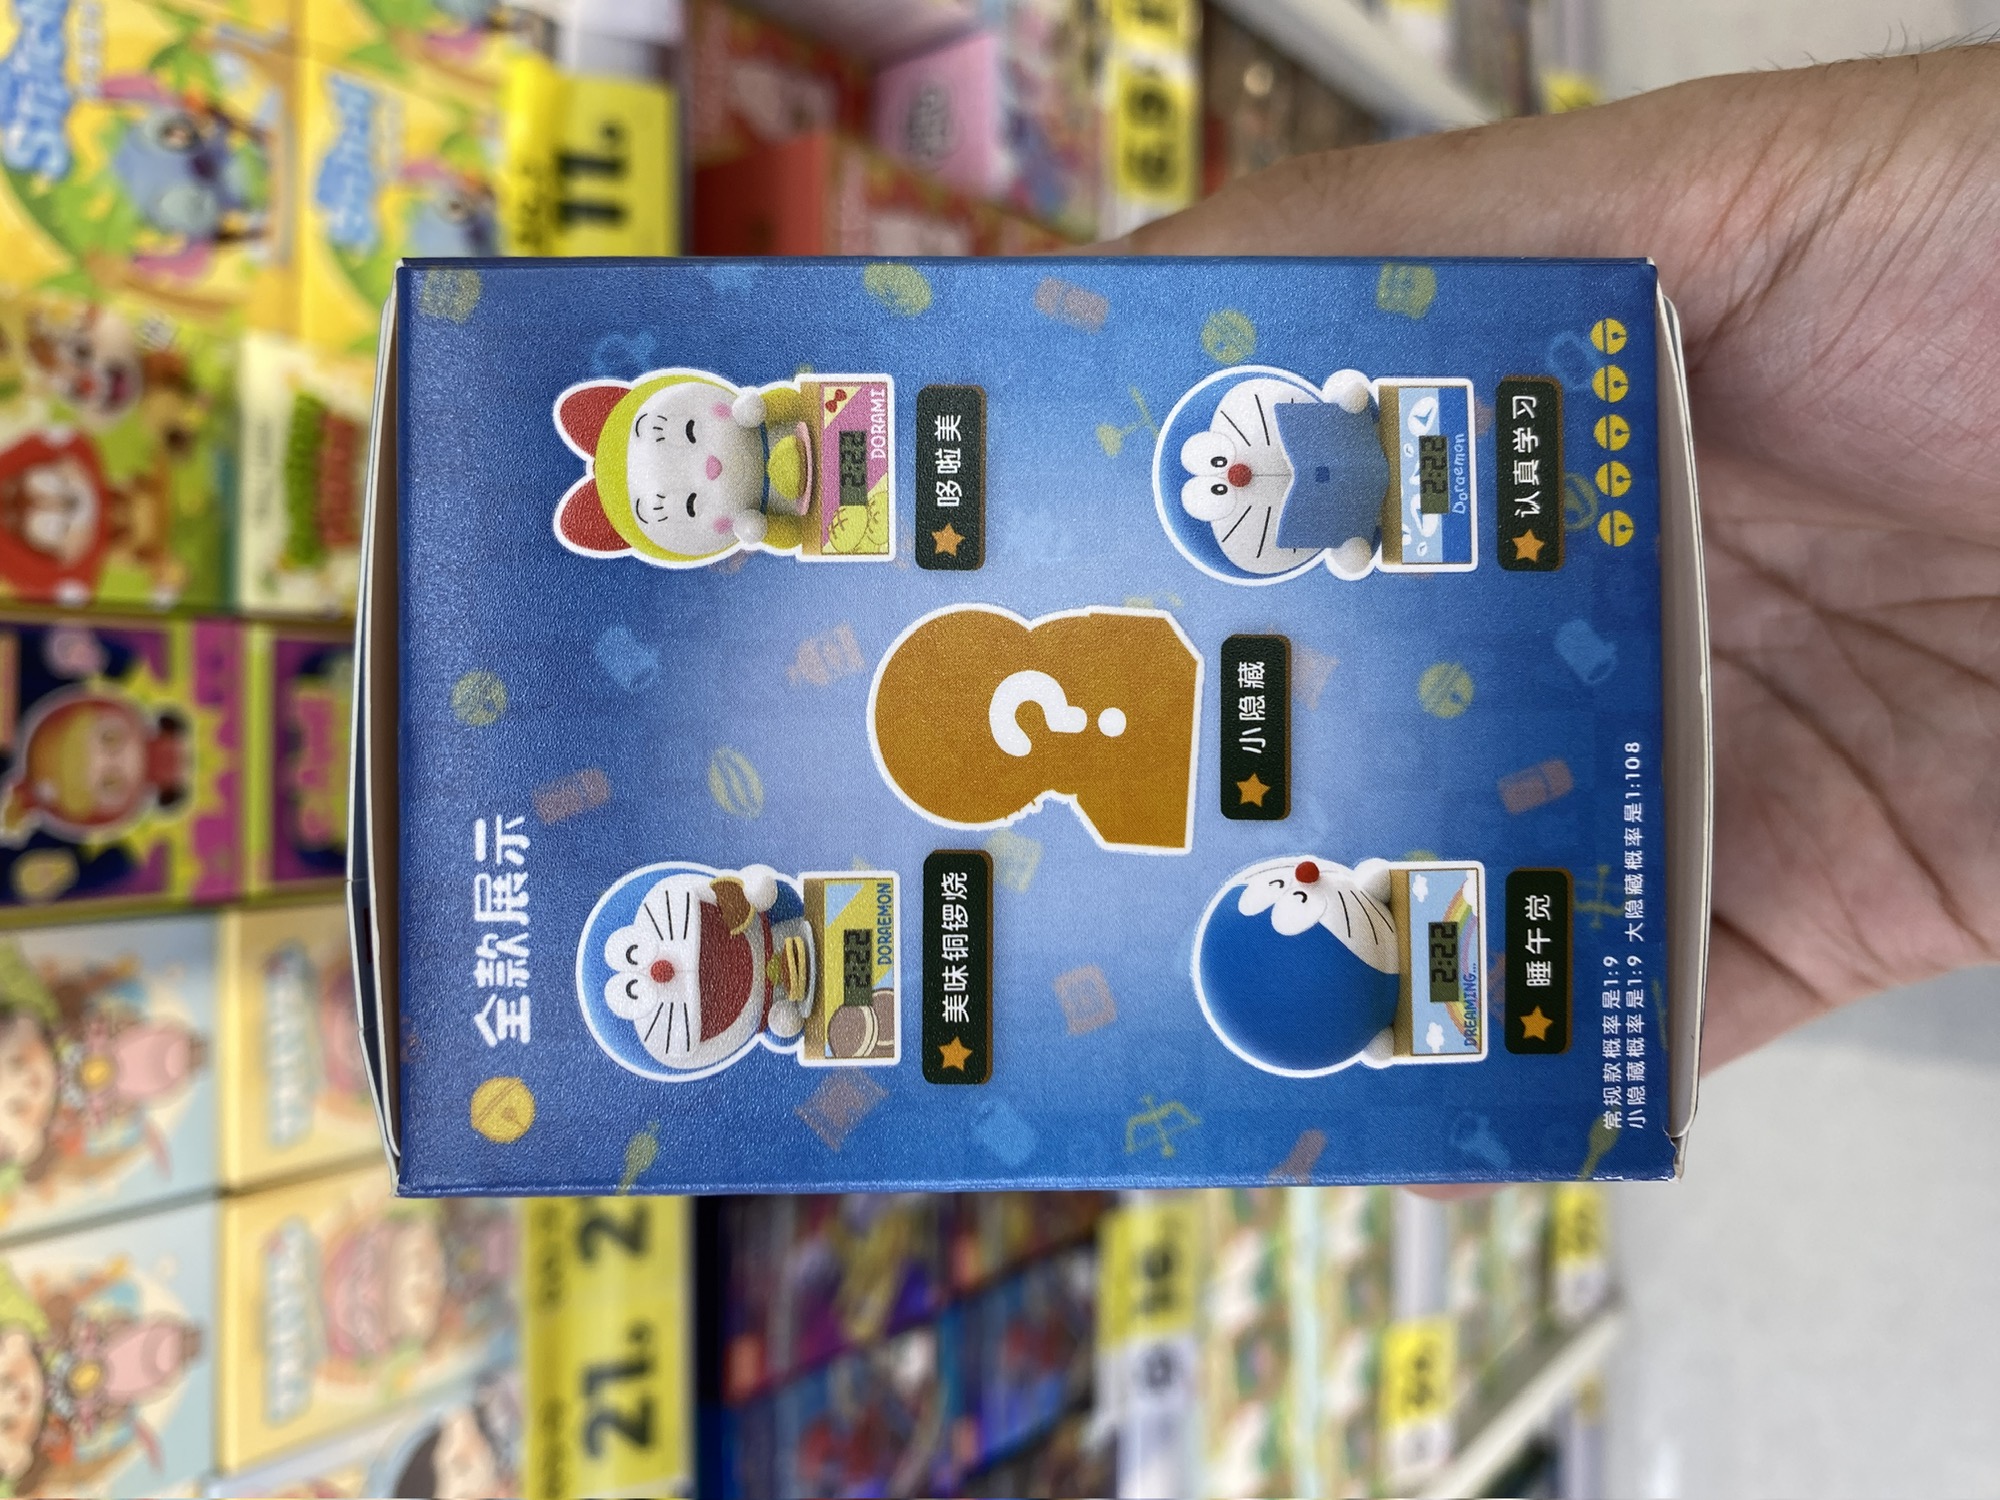 全款展示
2:22
DORAEMON
美味铜锣烧
2:22
DORAMI
哆啦美
?
小隐藏
2:22
DREAMING...
睡午觉
2:22
Doraemon
认真学习
常规款概率是1:9
小隐藏概率是1:9 大隐藏概率是1:108
11.
21.